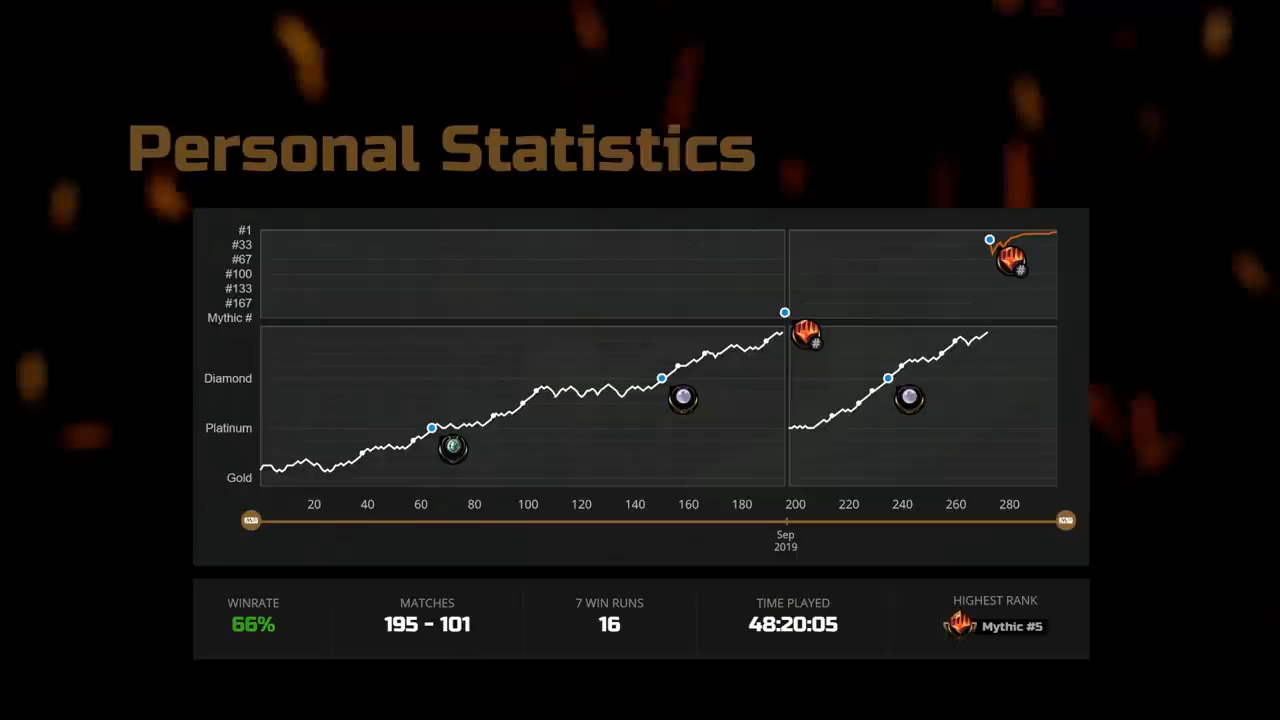 Personal Statistics
#1
#33
#67
#100
#133
#167
Mythic #
#
#
Diamond
Platinum
Gold
20 40 60 80 100 120 140 160 180 200 220 240 260 280
Sep
2019
WINRATE MATCHES 7 WIN RUNS TIME PLAYED HIGHEST RANK
66% 195 - 101 16 48:20:05 Mythic #5